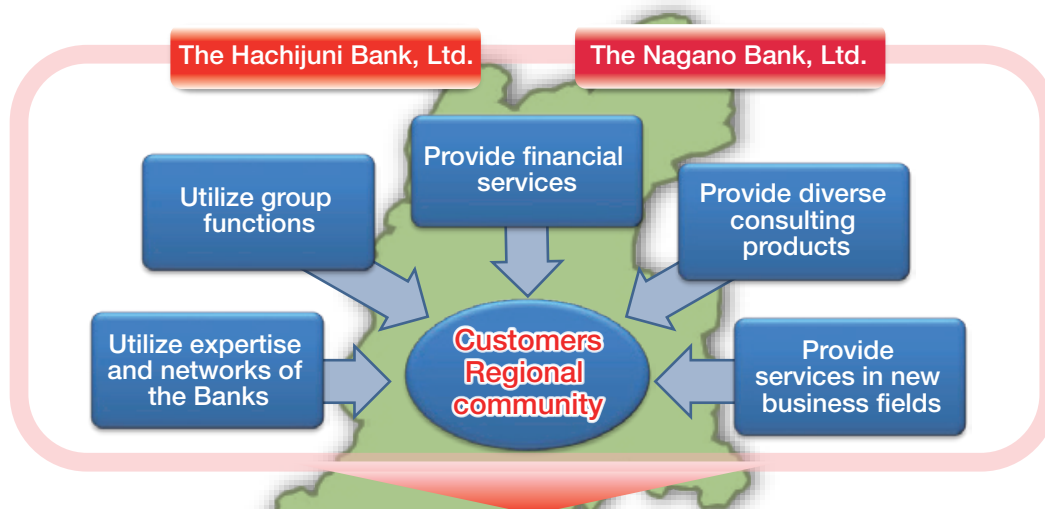 The Hachijuni Bank, Ltd.
The Nagano Bank, Ltd.
Provide financial
services
Utilize group
functions
Provide diverse
consulting
products
Utilize expertise
and networks of
the Banks
Customers
Regional
community
Provide
services in new
business fields